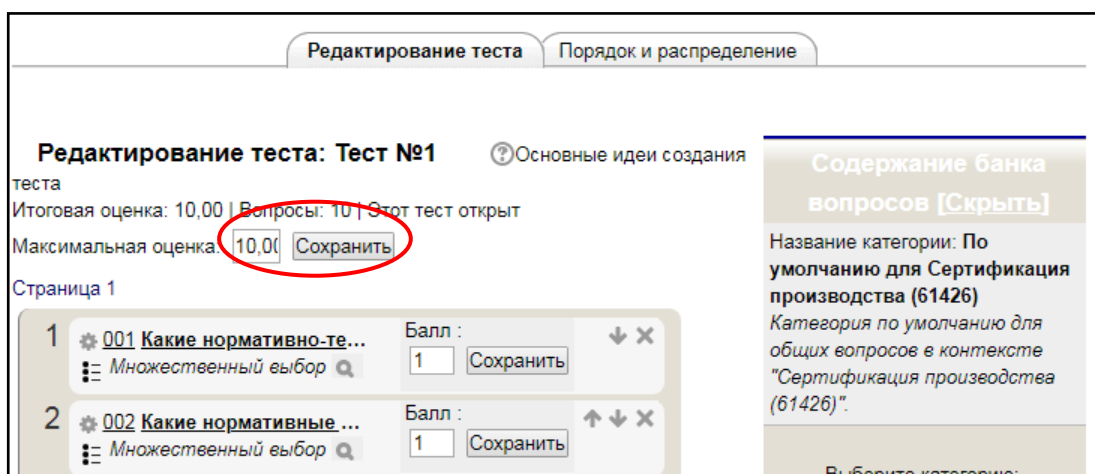 Редактирование теста
Порядок и распределение
Редактирование теста: Тест №1
Основные идеи создания
теста
Итоговая оценка: 10,00 | Вопросы: 10 | Этот тест открыт
Максимальная оценка: 10,00 Сохранить
Страница 1
1
001 Какие нормативно-те...
Множественный выбор
Балл :
1 Сохранить
2
002 Какие нормативные ...
Множественный выбор
Балл :
1 Сохранить
Содержание банка
вопросов [Скрыть]
Название категории: По
умолчанию для Сертификация
производства (61426)
Категория по умолчанию для
общих вопросов в контексте
"Сертификация производства
(61426)".
Выберите категорию: